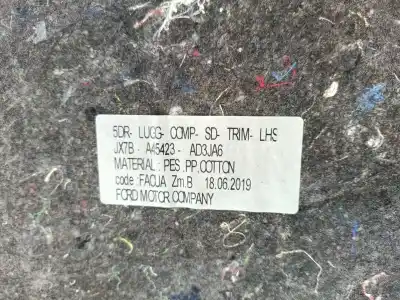 5DR- LUGG- COMP- SD- TRIM- LHS
JX7B - A45423 - AD3JA6
MATERIAL : PES ,PP,COTTON
code : FAOUA Zm.B 18.06.2019
FORD MOTOR COMPANY